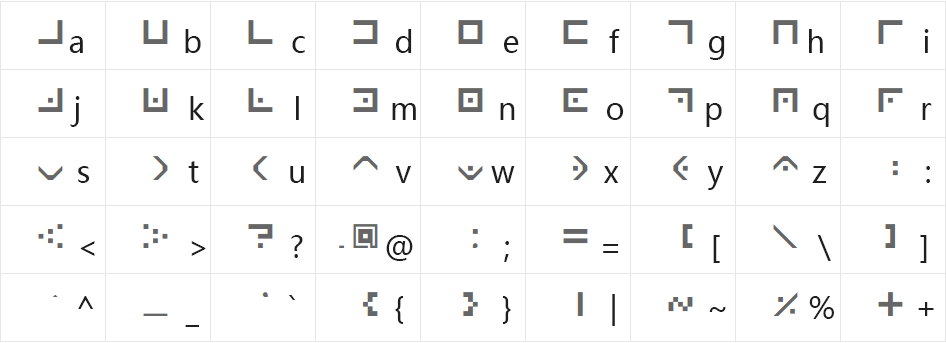 a b c d e f g h i
j k l m n o p q r
s t u v w x y z :
< > ? @ ; = [ \ ]
^ _ ` { } | ~ % +